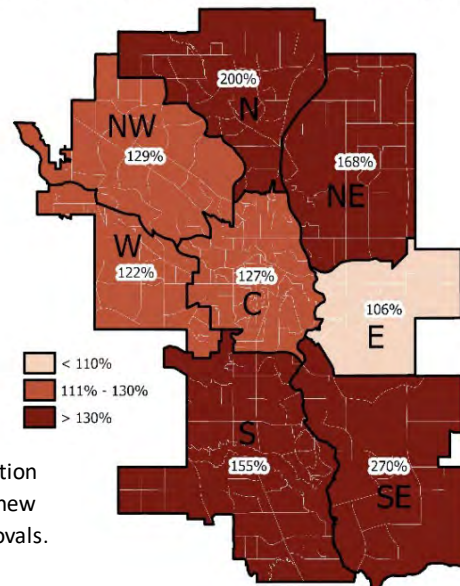 200%
N
NW
129%
168%
NE
W
122%
127%
C
106%
E
< 110%
111% - 130%
> 130%
S
155%
270%
SE
tion
new
ovals.